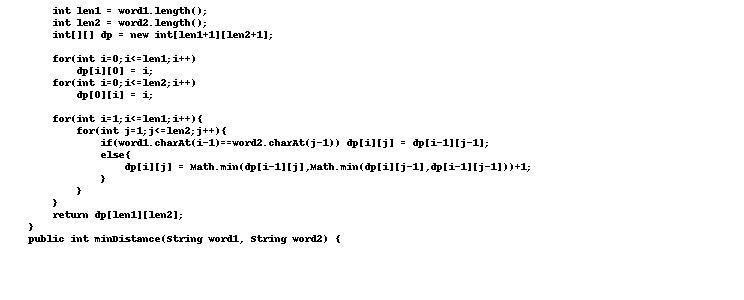 int len1 = word1.length();
int len2 = word2.length();
int[][] dp = new int[len1+1][len2+1];
for(int i=0;i<=len1;i++)
dp[i][0] = i;
for(int i=0;i<=len2;i++)
dp[0][i] = i;
for(int i=1;i<=len1;i++){
for(int j=1;j<=len2;j++){
if(word1.charAt(i-1)==word2.charAt(j-1)) dp[i][j] = dp[i-1][j-1];
else{
dp[i][j] = Math.min(dp[i-1][j],Math.min(dp[i][j-1],dp[i-1][j-1]))+1;
}
}
}
return dp[len1][len2];
}
public int minDistance(String word1, String word2) {